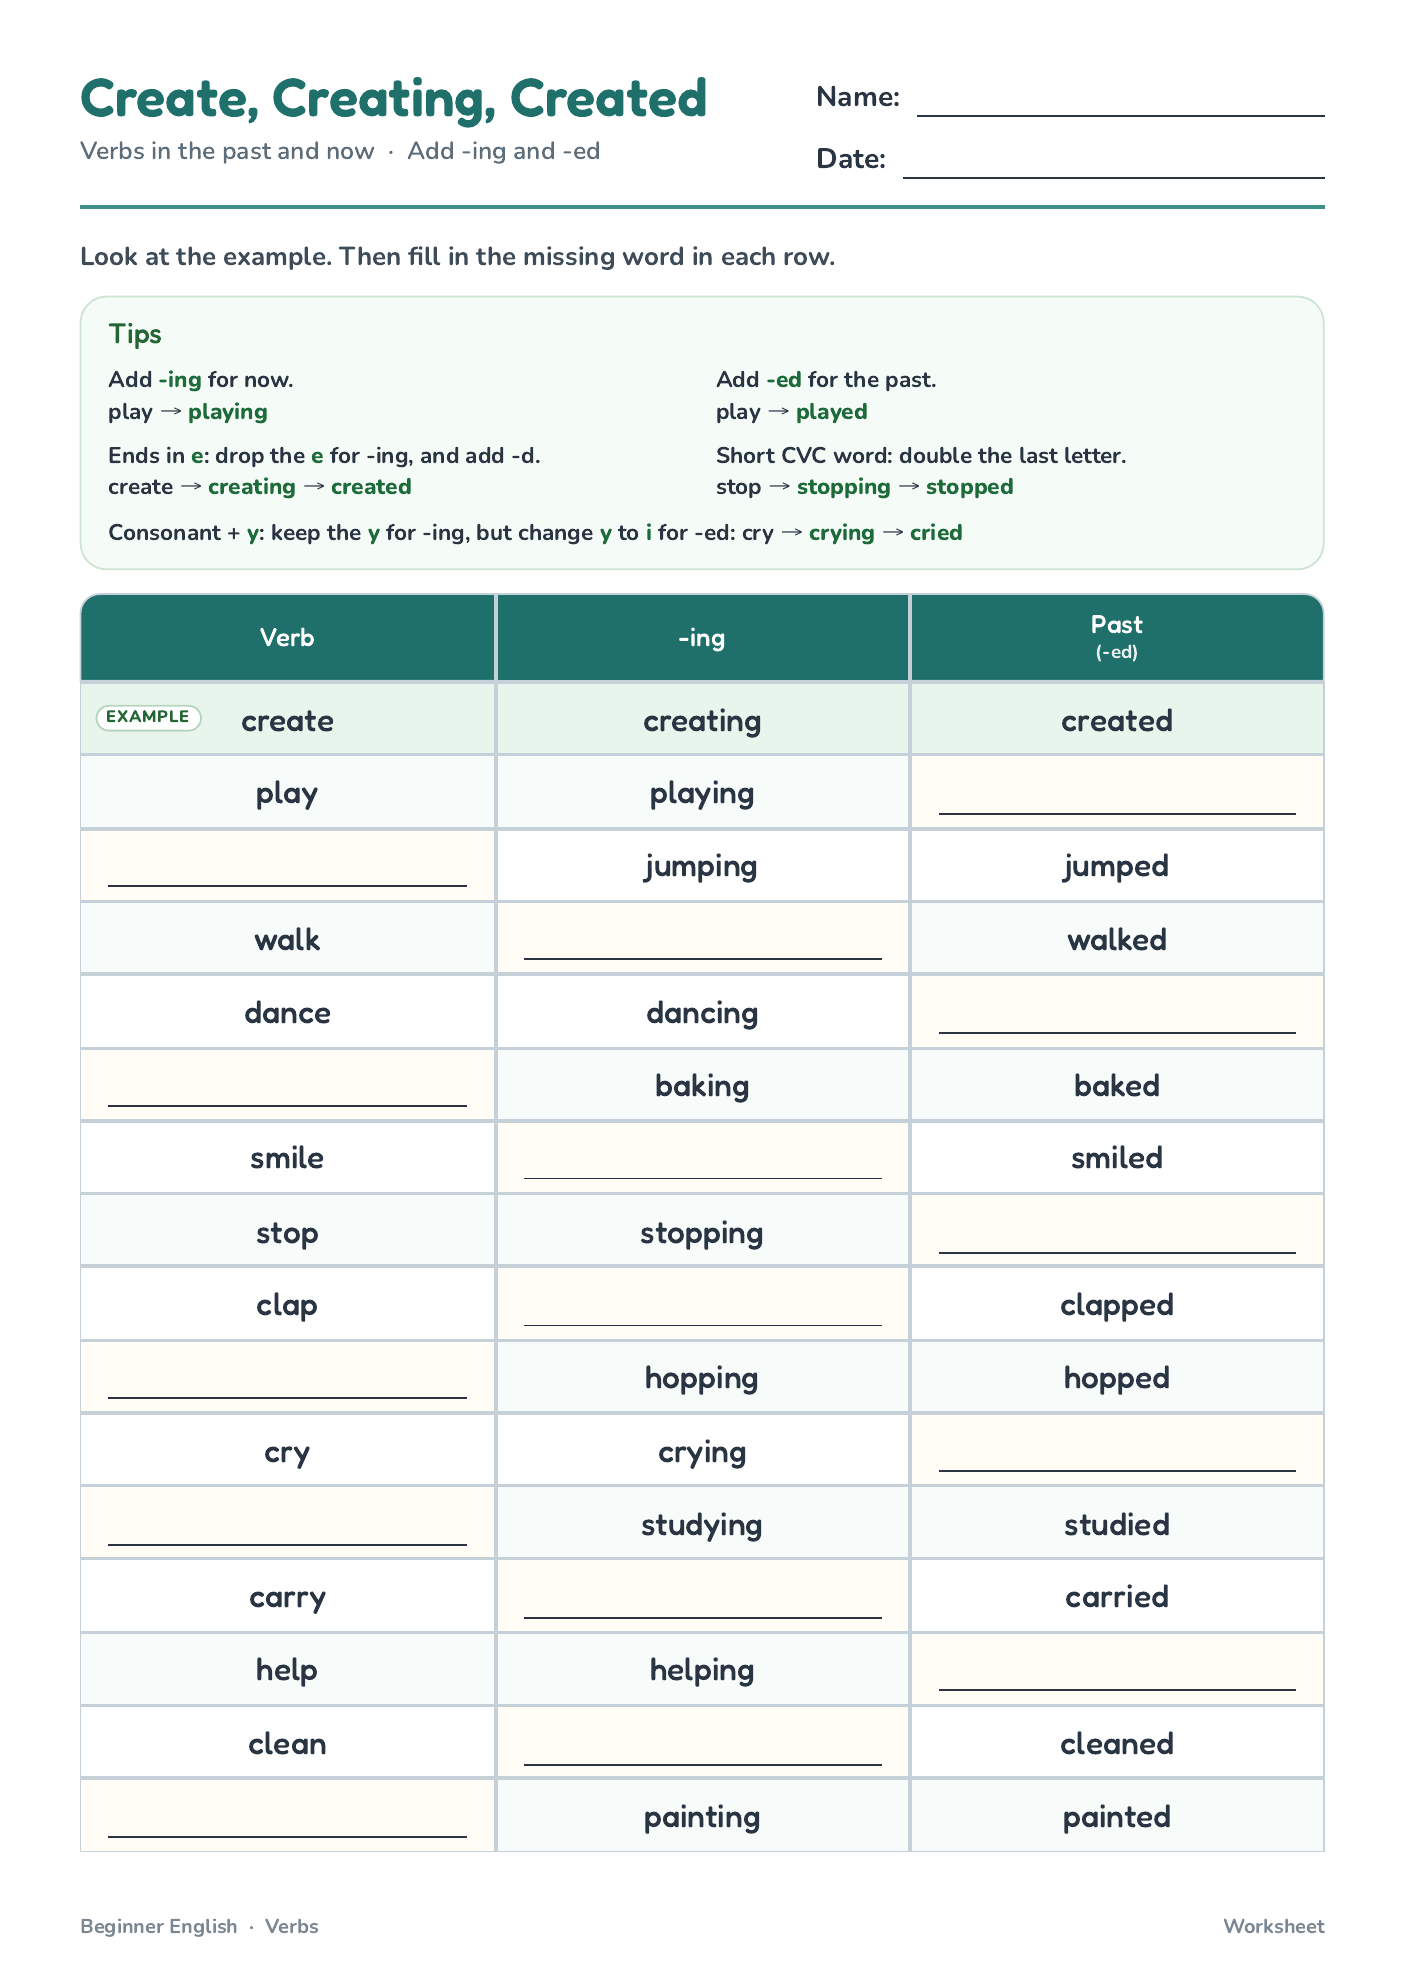 Create, Creating, Created
Verbs in the past and now · Add -ing and -ed
Name:
Date:
Look at the example. Then fill in the missing word in each row.
Tips
Add -ing for now.
play → playing
Add -ed for the past.
play → played
Ends in e: drop the e for -ing, and add -d.
create → creating → created
Short CVC word: double the last letter.
stop → stopping → stopped
Consonant + y: keep the y for -ing, but change y to i for -ed: cry → crying → cried
Verb -ing Past
(-ed)
EXAMPLE create creating created
play playing
jumping jumped
walk walked
dance dancing
baking baked
smile smiled
stop stopping
clap clapped
hopping hopped
cry crying
studying studied
carry carried
help helping
clean cleaned
painting painted
Beginner English · Verbs Worksheet